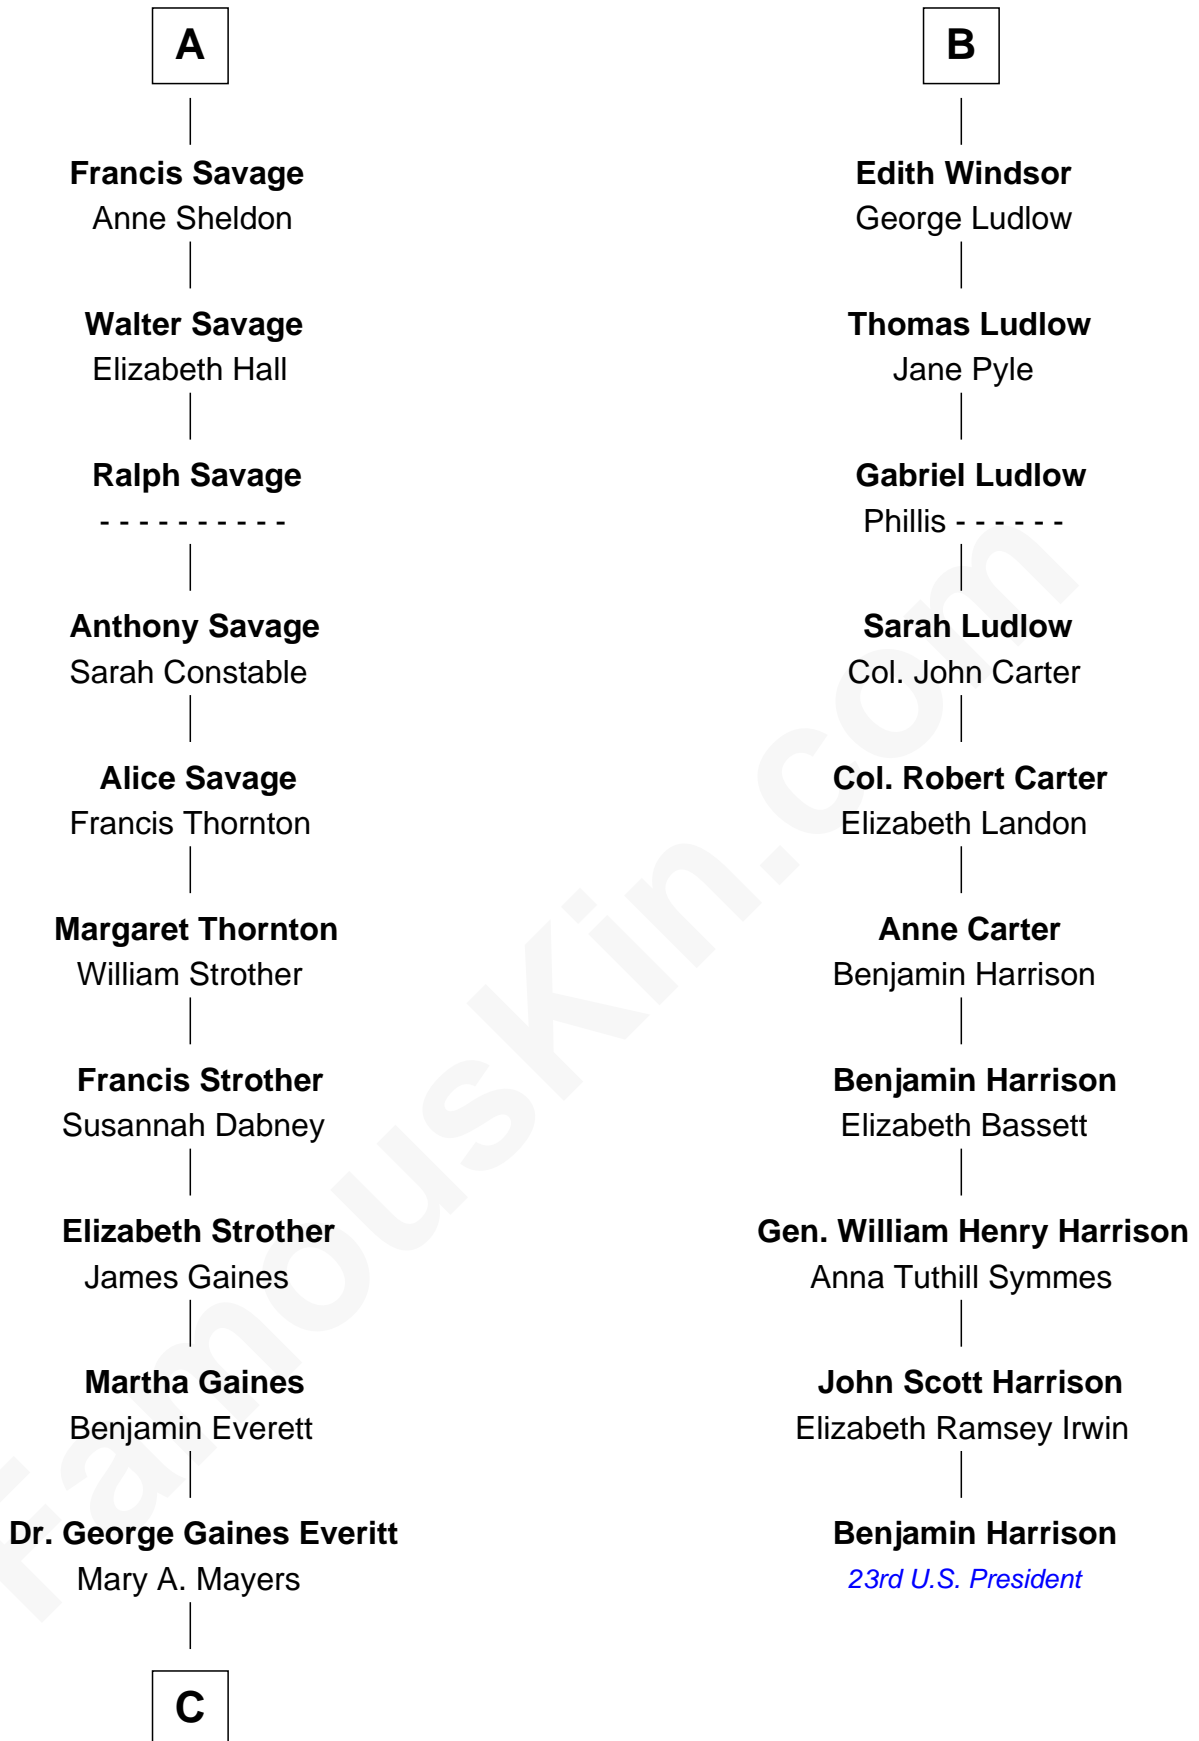 A
Francis Savage
Anne Sheldon
Walter Savage
Elizabeth Hall
Ralph Savage
- - - - - - - - - -
Anthony Savage
Sarah Constable
Alice Savage
Francis Thornton
Margaret Thornton
William Strother
Francis Strother
Susannah Dabney
Elizabeth Strother
James Gaines
Martha Gaines
Benjamin Everett
Dr. George Gaines Everitt
Mary A. Mayers
C
B
Edith Windsor
George Ludlow
Thomas Ludlow
Jane Pyle
Gabriel Ludlow
Phillis - - - - - -
Sarah Ludlow
Col. John Carter
Col. Robert Carter
Elizabeth Landon
Anne Carter
Benjamin Harrison
Benjamin Harrison
Elizabeth Bassett
Gen. William Henry Harrison
Anna Tuthill Symmes
John Scott Harrison
Elizabeth Ramsey Irwin
Benjamin Harrison
23rd U.S. President
FamousKin.com